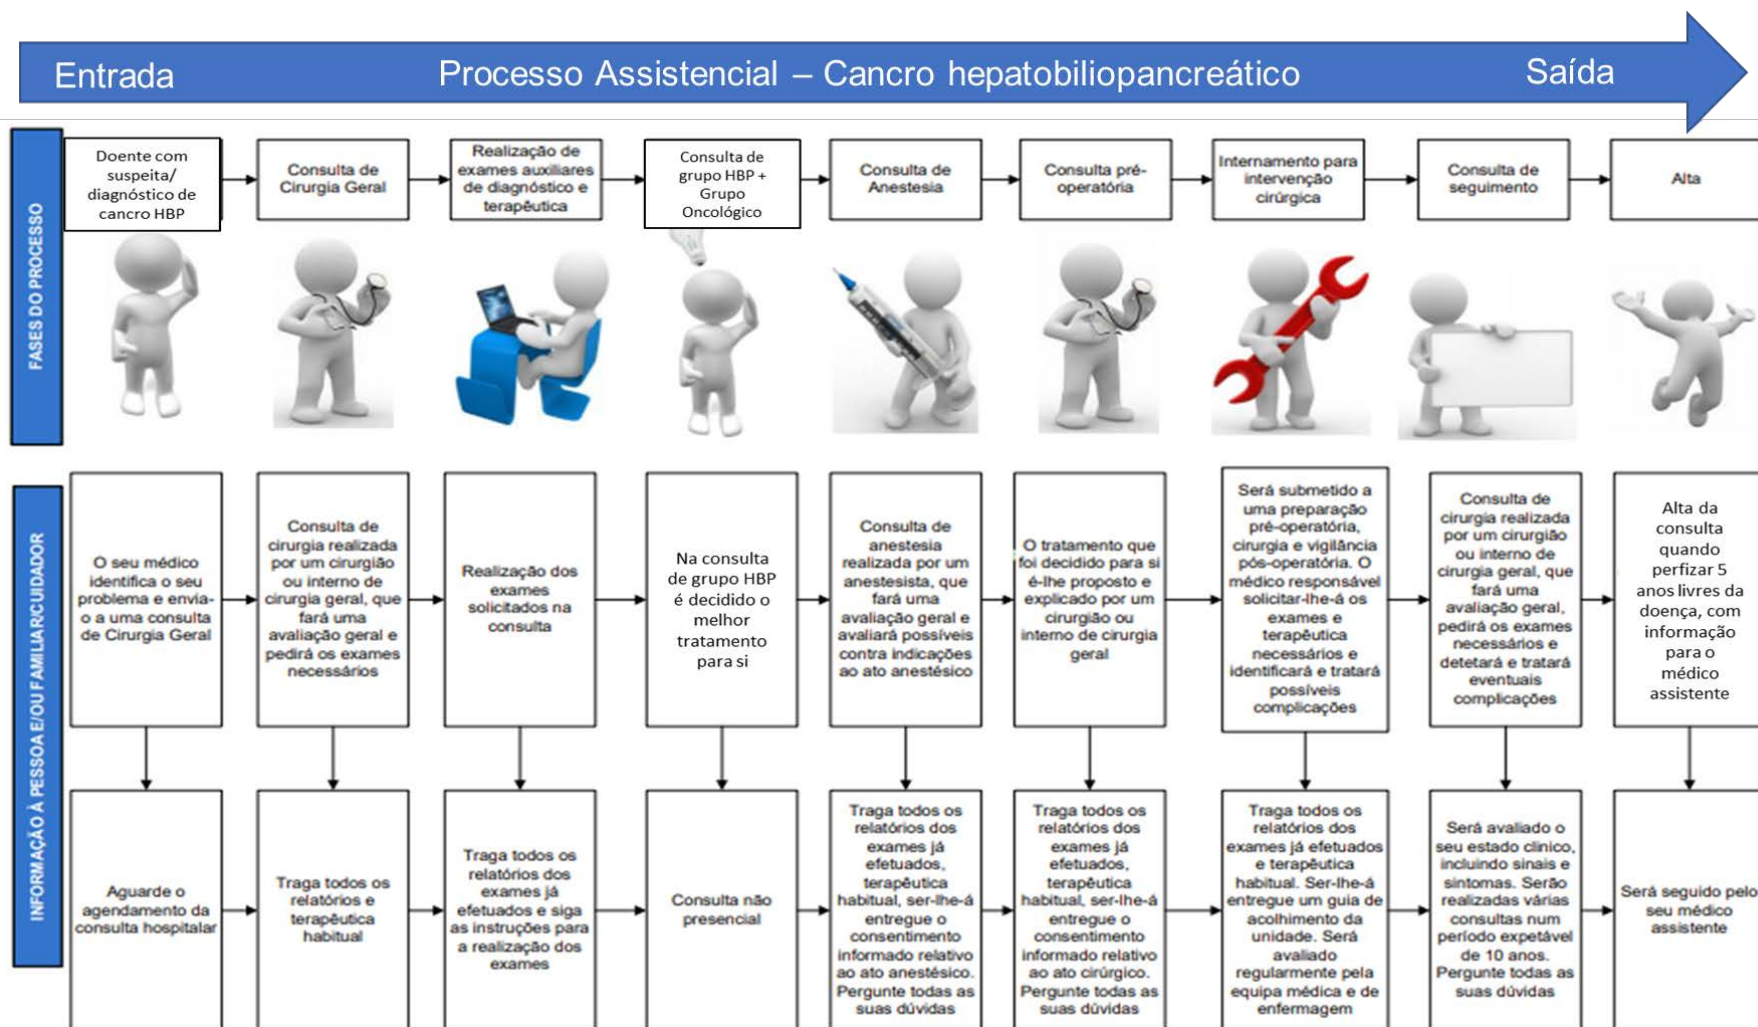 Entrada
Processo Assistencial – Cancro hepatobiliopancreático
Saída
FASES DO PROCESSO
Doente com
suspeita/
diagnóstico de
cancro HBP
Consulta de
Cirurgia Geral
Realização de
exames auxiliares
de diagnóstico e
terapêutica
Consulta de
grupo HBP +
Grupo
Oncológico
Consulta de
Anestesia
Consulta pré-
operatória
Internamento para
intervenção
cirúrgica
Consulta de
seguimento
Alta
INFORMAÇÃO À PESSOA E/OU FAMILIAR/CUIDADOR
O seu médico
identifica o seu
problema e envia-
o a uma consulta
de Cirurgia Geral
Consulta de
cirurgia realizada
por um cirurgião
ou interno de
cirurgia geral, que
fará uma
avaliação geral e
pedirá os exames
necessários
Realização dos
exames
solicitados na
consulta
Na consulta
de grupo HBP
é decidido o
melhor
tratamento
para si
Consulta de
anestesia
realizada por um
anestesista, que
fará uma
avaliação geral e
avaliará possíveis
contra indicações
ao ato anestésico
O tratamento que
foi decidido para si
é-lhe proposto e
explicado por um
cirurgião ou
interno de cirurgia
geral
Será submetido a
uma preparação
pré-operatória,
cirurgia e vigilância
pós-operatória. O
médico responsável
solicitar-lhe-á os
exames e
terapêutica
necessários e
identificará e tratará
possíveis
complicações
Consulta de
cirurgia realizada
por um cirurgião
ou interno de
cirurgia geral, que
fará uma
avaliação geral,
pedirá os exames
necessários e
detetará e tratará
eventuais
complicações
Alta da
consulta
quando
perfizar 5
anos livres da
doença, com
informação
para o
médico
assistente
Aguarde o
agendamento da
consulta hospitalar
Traga todos os
relatórios e
terapêutica
habitual
Traga todos os
relatórios dos
exames já
efetuados e siga
as instruções para
a realização dos
exames
Consulta não
presencial
Traga todos os
relatórios dos
exames já
efetuados,
terapêutica
habitual, ser-lhe-á
entregue o
consentimento
informado relativo
ao ato anestésico.
Pergunte todas as
suas dúvidas
Traga todos os
relatórios dos
exames já
efetuados,
terapêutica
habitual, ser-lhe-á
entregue o
consentimento
informado relativo
ao ato cirúrgico.
Pergunte todas as
suas dúvidas
Traga todos os
relatórios dos
exames já efetuados
e terapêutica
habitual. Ser-lhe-á
entregue um guia de
acolhimento da
unidade. Será
avaliado
regularmente pela
equipa médica e de
enfermagem
Será avaliado o
seu estado clínico,
incluindo sinais e
sintomas. Serão
realizadas várias
consultas num
período expetável
de 10 anos.
Pergunte todas as
suas dúvidas
Será seguido pelo
seu médico
assistente